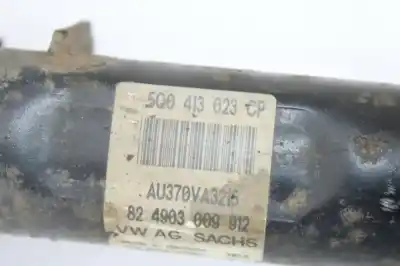 5Q0 413 023 CP
AU370VA3215
82 4903 009 912
VW AG SACHS